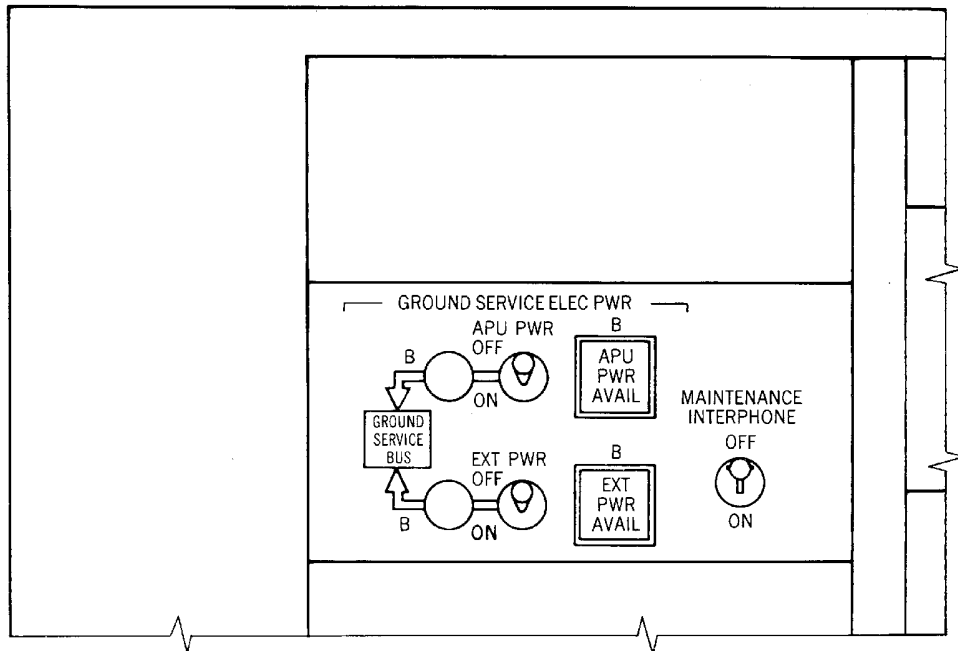 GROUND SERVICE ELEC PWR
APU PWR
OFF
B
ON
B
APU
PWR
AVAIL
GROUND
SERVICE
BUS
EXT PWR
OFF
B
ON
B
EXT
PWR
AVAIL
MAINTENANCE
INTERPHONE
OFF
ON